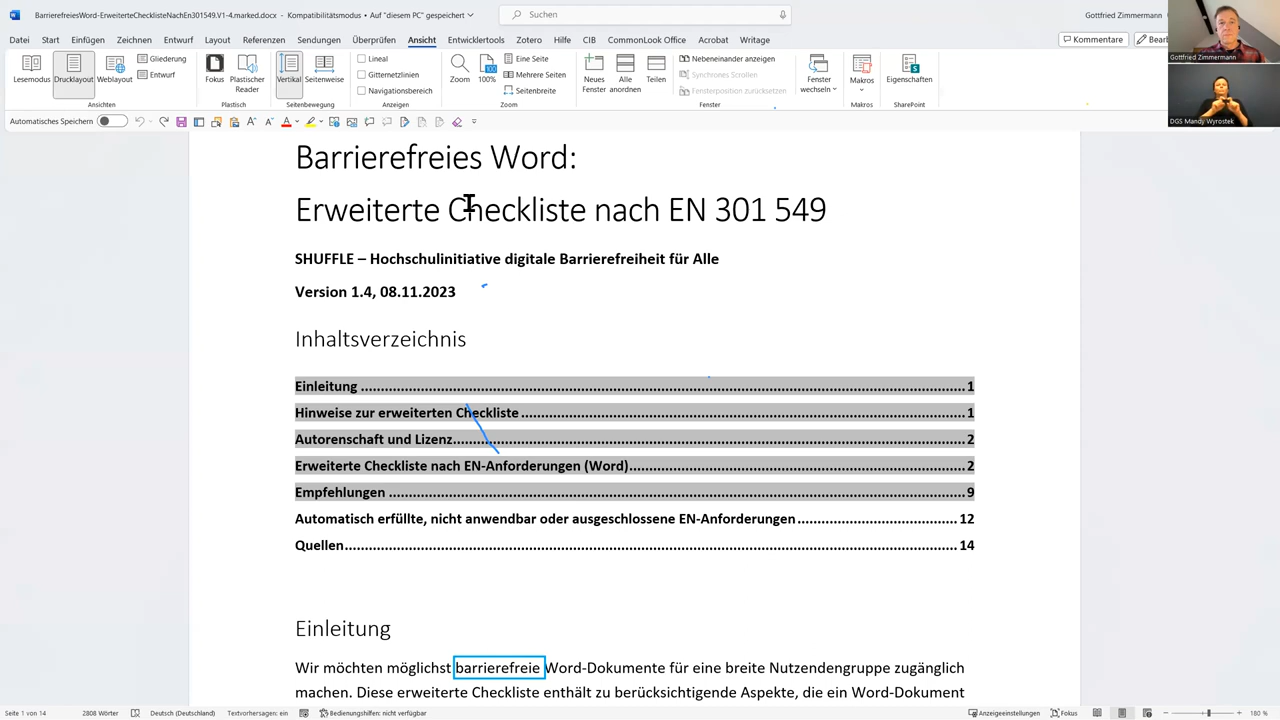 BarrierefreiesWord-ErweiterteChecklisteNachEn301549.V1-4.marked.docx - Kompatibilitätsmodus • Auf "diesem PC" gespeichert
Suchen
Gottfried Zimmermann
Datei Start Einfügen Zeichnen Entwurf Layout Referenzen Sendungen Überprüfen Ansicht Entwicklertools Zotero Hilfe CIB CommonLook Office Acrobat Writage
Kommentare
Lesemodus Drucklayout Weblayout
Gliederung
Entwurf
Ansichten
Fokus Plastischer Reader
Plastisch
Vertikal Seitenweise
Seitenbewegung
Lineal
Gitternetzlinien
Navigationsbereich
Anzeigen
Zoom 100%
Eine Seite
Mehrere Seiten
Seitenbreite
Zoom
Neues Fenster
Alle anordnen
Teilen
Nebeneinander anzeigen
Synchrones Scrollen
Fensterposition zurücksetzen
Fenster wechseln
Fenster
Makros
Makros
Eigenschaften
SharePoint
Gottfried Zimmermann
DGS Mandy Wyrostek
Automatisches Speichern
Barrierefreies Word:
Erweiterte Checkliste nach EN 301 549
SHUFFLE – Hochschulinitiative digitale Barrierefreiheit für Alle
Version 1.4, 08.11.2023
Inhaltsverzeichnis
Einleitung 1
Hinweise zur erweiterten Checkliste 1
Autorenschaft und Lizenz 2
Erweiterte Checkliste nach EN-Anforderungen (Word) 2
Empfehlungen 9
Automatisch erfüllte, nicht anwendbar oder ausgeschlossene EN-Anforderungen 12
Quellen 14
Einleitung
Wir möchten möglichst barrierefreie Word-Dokumente für eine breite Nutzendengruppe zugänglich
machen. Diese erweiterte Checkliste enthält zu berücksichtigende Aspekte, die ein Word-Dokument
Seite 1 von 14 2808 Wörter Deutsch (Deutschland) Textvorhersagen: ein Bedienungshilfen: nicht verfügbar
Anzeigeeinstellungen Fokus 180 %